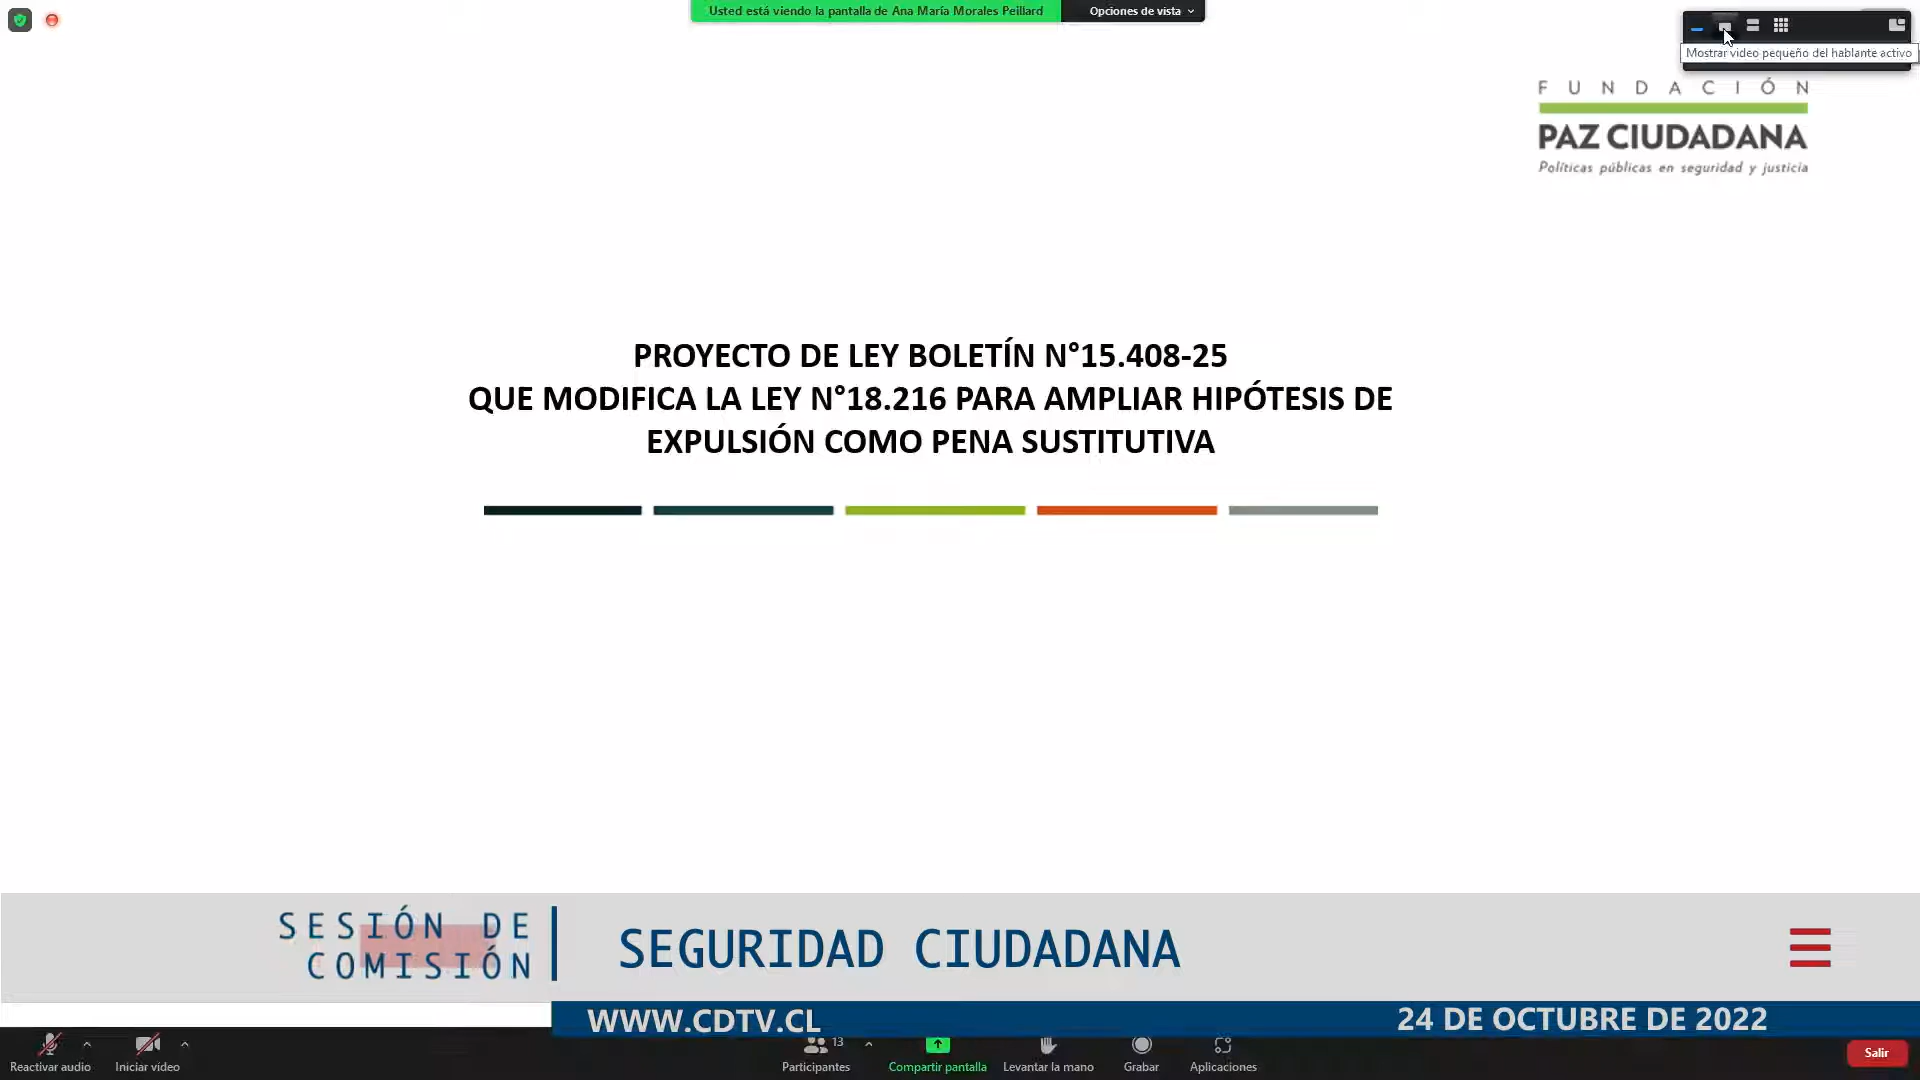 Usted está viendo la pantalla de Ana María Morales Peillard
Opciones de vista
Mostrar video pequeño del hablante activo
FUNDACIÓN
PAZ CIUDADANA
Políticas públicas en seguridad y justicia
PROYECTO DE LEY BOLETÍN N°15.408-25
QUE MODIFICA LA LEY N°18.216 PARA AMPLIAR HIPÓTESIS DE
EXPULSIÓN COMO PENA SUSTITUTIVA
SESIÓN DE
COMISIÓN
SEGURIDAD CIUDADANA
WWW.CDTV.CL
24 DE OCTUBRE DE 2022
Reactivar audio
Iniciar video
13
Participantes
Compartir pantalla
Levantar la mano
Grabar
Aplicaciones
Salir